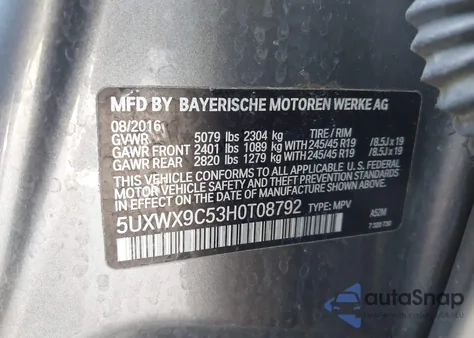 MFD BY BAYERISCHE MOTOREN WERKE AG
08/2016
GVWR 5079 lbs 2304 kg TIRE / RIM
GAWR FRONT 2401 lbs 1089 kg with 245/45 R19 /8.5J x 19
GAWR REAR 2820 lbs 1279 kg with 245/45 R19 /8.5J x 19
THIS VEHICLE CONFORMS TO ALL APPLICABLE U.S. FEDERAL
MOTOR VEHICLE SAFETY, BUMPER, AND THEFT PREVENTION
STANDARDS IN EFFECT ON THE DATE OF MANUFACTURE SHOWN ABOVE.
5UXWX9C53H0T08792 TYPE: MPV
autoSnap